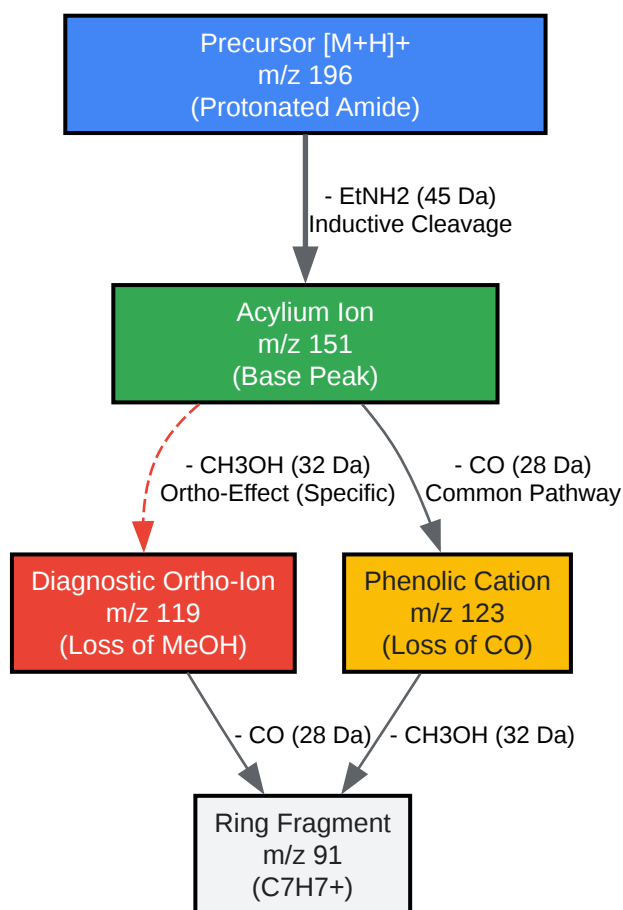 Precursor [M+H]+
m/z 196
(Protonated Amide)
- EtNH2 (45 Da)
Inductive Cleavage
Acylium Ion
m/z 151
(Base Peak)
- CH3OH (32 Da)
Ortho-Effect (Specific)
- CO (28 Da)
Common Pathway
Diagnostic Ortho-Ion
m/z 119
(Loss of MeOH)
Phenolic Cation
m/z 123
(Loss of CO)
- CO (28 Da)
- CH3OH (32 Da)
Ring Fragment
m/z 91
(C7H7+)